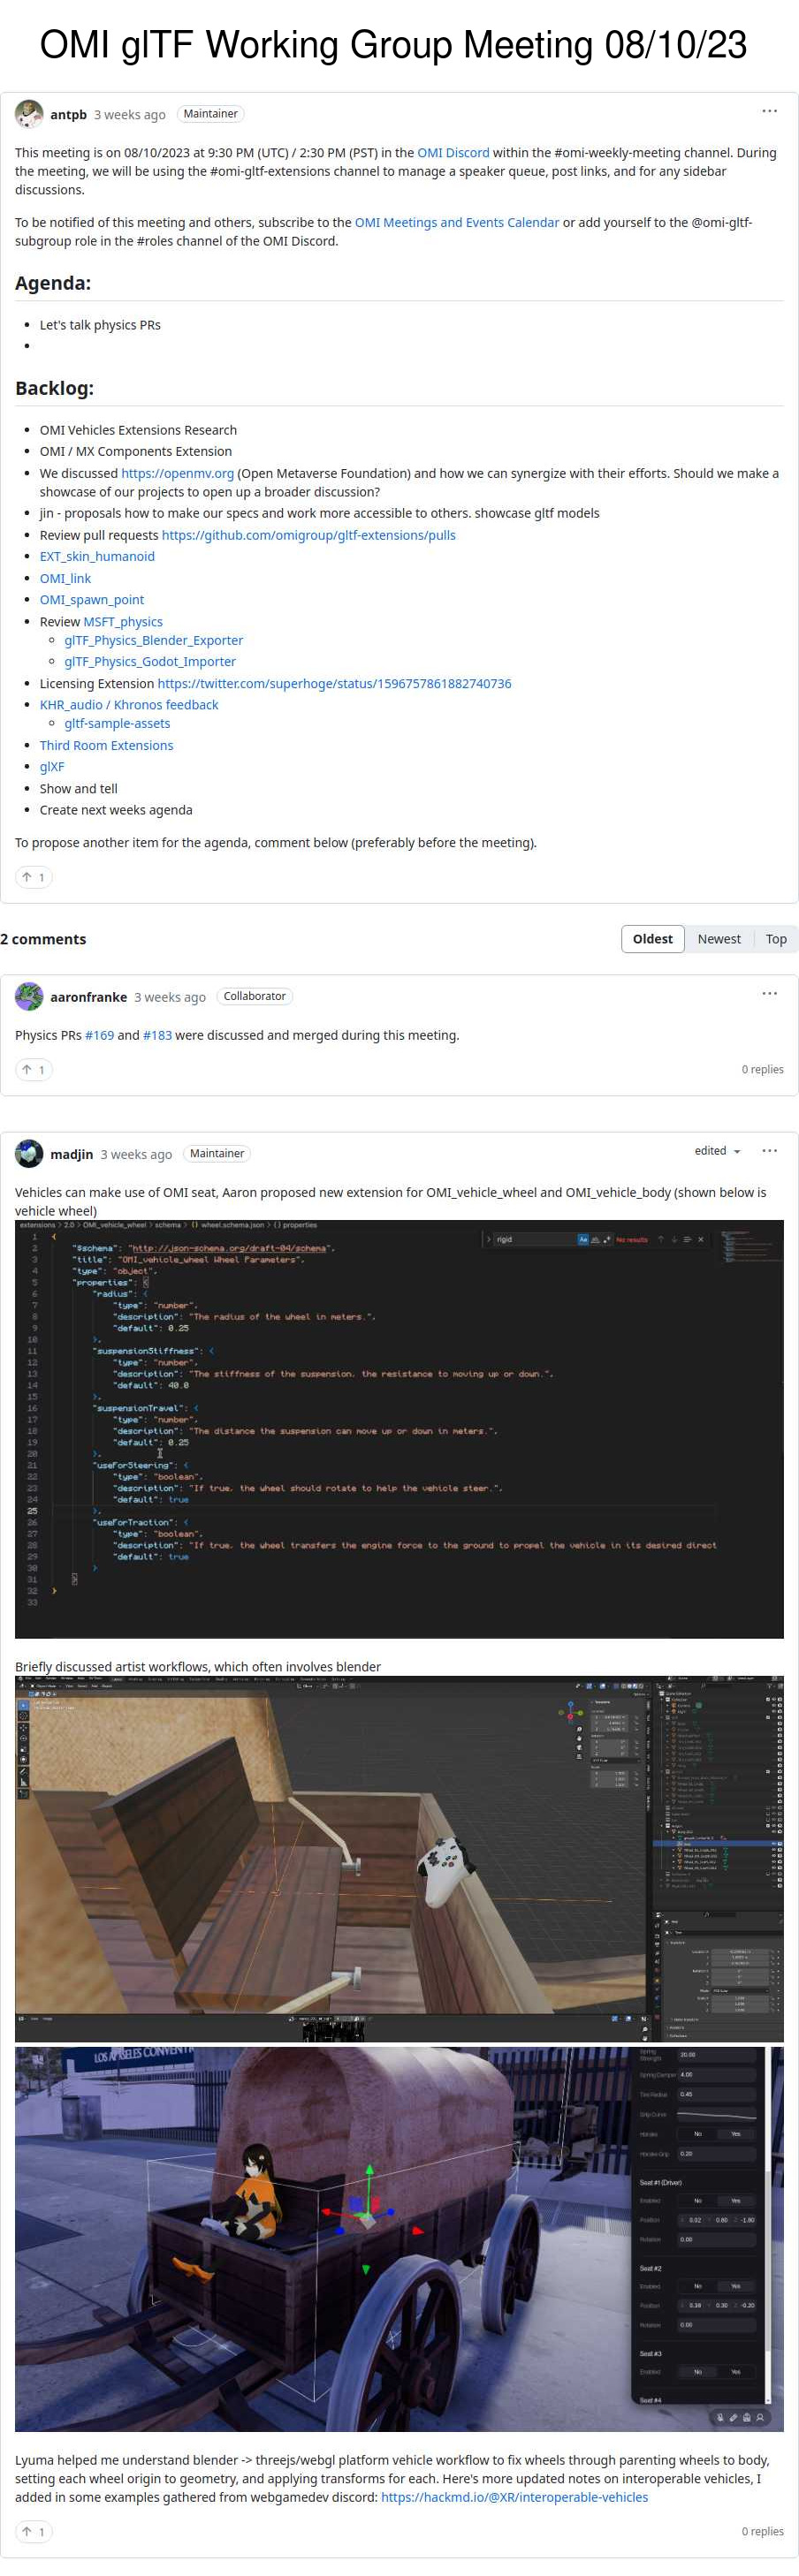 OMI glTF Working Group Meeting 08/10/23
antpb 3 weeks ago Maintainer
This meeting is on 08/10/2023 at 9:30 PM (UTC) / 2:30 PM (PST) in the OMI Discord within the #omi-weekly-meeting channel. During
the meeting, we will be using the #omi-gltf-extensions channel to manage a speaker queue, post links, and for any sidebar
discussions.
To be notified of this meeting and others, subscribe to the OMI Meetings and Events Calendar or add yourself to the @omi-gltf-
subgroup role in the #roles channel of the OMI Discord.
Agenda:
Let's talk physics PRs
Backlog:
OMI Vehicles Extensions Research
OMI / MX Components Extension
We discussed https://openmv.org (Open Metaverse Foundation) and how we can synergize with their efforts. Should we make a
showcase of our projects to open up a broader discussion?
jin - proposals how to make our specs and work more accessible to others. showcase gltf models
Review pull requests https://github.com/omigroup/gltf-extensions/pulls
EXT_skin_humanoid
OMI_link
OMI_spawn_point
Review MSFT_physics
glTF_Physics_Blender_Exporter
glTF_Physics_Godot_Importer
Licensing Extension https://twitter.com/superhoge/status/1596757861882740736
KHR_audio / Khronos feedback
gltf-sample-assets
Third Room Extensions
glXF
Show and tell
Create next weeks agenda
To propose another item for the agenda, comment below (preferably before the meeting).
1
2 comments
Oldest Newest Top
aaronfranke 3 weeks ago Collaborator
Physics PRs #169 and #183 were discussed and merged during this meeting.
1 0 replies
madjin 3 weeks ago Maintainer edited
Vehicles can make use of OMI seat, Aaron proposed new extension for OMI_vehicle_wheel and OMI_vehicle_body (shown below is
vehicle wheel)
extensions > 2.0 > OMI_vehicle_wheel > schema > {} wheel.schema.json > {} properties
rigid Aa ab .* No results
1 {
2 "$schema": "http://json-schema.org/draft-04/schema",
3 "title": "OMI_vehicle_wheel Wheel Parameters",
4 "type": "object",
5 "properties": {
6 "radius": {
7 "type": "number",
8 "description": "The radius of the wheel in meters.",
9 "default": 0.25
10 },
11 "suspensionStiffness": {
12 "type": "number",
13 "description": "The stiffness of the suspension, the resistance to moving up or down.",
14 "default": 40.0
15 },
16 "suspensionTravel": {
17 "type": "number",
18 "description": "The distance the suspension can move up or down in meters.",
19 "default": 0.25
20 },
21 "useForSteering": {
22 "type": "boolean",
23 "description": "If true, the wheel should rotate to help the vehicle steer.",
24 "default": true
25 },
26 "useForTraction": {
27 "type": "boolean",
28 "description": "If true, the wheel transfers the engine force to the ground to propel the vehicle in its desired direct
29 "default": true
30 }
31 }
32 }
33
Briefly discussed artist workflows, which often involves blender
Spring
Strength 30.00
Spring Damper 4.00
Tire Radius 0.45
Grip Curve
No Yes
0.20
Seat #1 (Driver)
Enabled No Yes
Position X 0.02 Y 0.60 Z -1.80
Rotation 0.00
Seat #2
Enabled No Yes
Position X 0.38 Y 0.30 Z -0.20
Rotation 0.00
Seat #3
Enabled No Yes
Seat #4
Lyuma helped me understand blender -> threejs/webgl platform vehicle workflow to fix wheels through parenting wheels to body,
setting each wheel origin to geometry, and applying transforms for each. Here's more updated notes on interoperable vehicles, I
added in some examples gathered from webgamedev discord: https://hackmd.io/@XR/interoperable-vehicles
1 0 replies